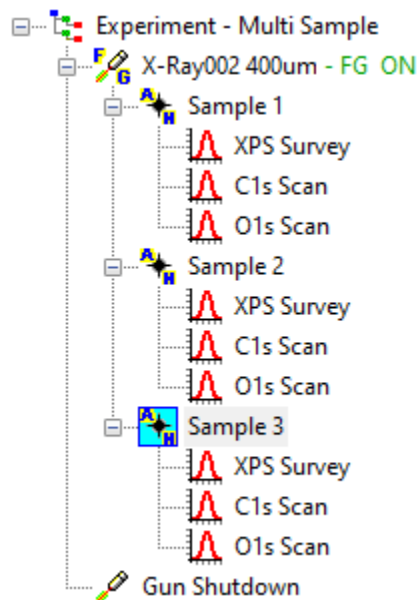 Experiment - Multi Sample
F G X-Ray002 400um - FG ON
A H Sample 1
XPS Survey
C1s Scan
O1s Scan
A H Sample 2
XPS Survey
C1s Scan
O1s Scan
A H Sample 3
XPS Survey
C1s Scan
O1s Scan
Gun Shutdown